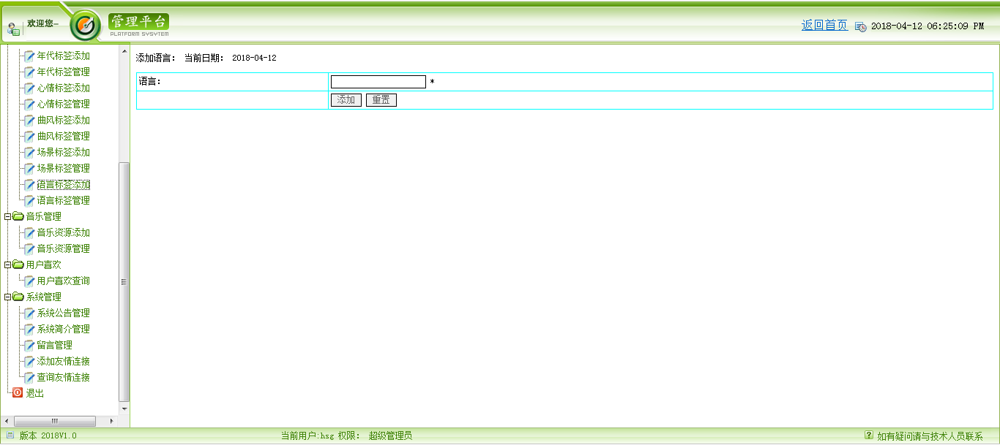 欢迎您—
管理平台
PLATFORM SYSYTEM
返回首页 2018-04-12 06:25:09 PM
年代标签添加
年代标签管理
心情标签添加
心情标签管理
曲风标签添加
曲风标签管理
场景标签添加
场景标签管理
语言标签添加
语言标签管理
音乐管理
音乐资源添加
音乐资源管理
用户喜欢
用户喜欢查询
系统管理
系统公告管理
系统简介管理
留言管理
添加友情连接
查询友情连接
退出
添加语言： 当前日期： 2018-04-12
语言：
*
添加 重置
版本 2018V1.0
当前用户:hsg 权限： 超级管理员
如有疑问请与技术人员联系